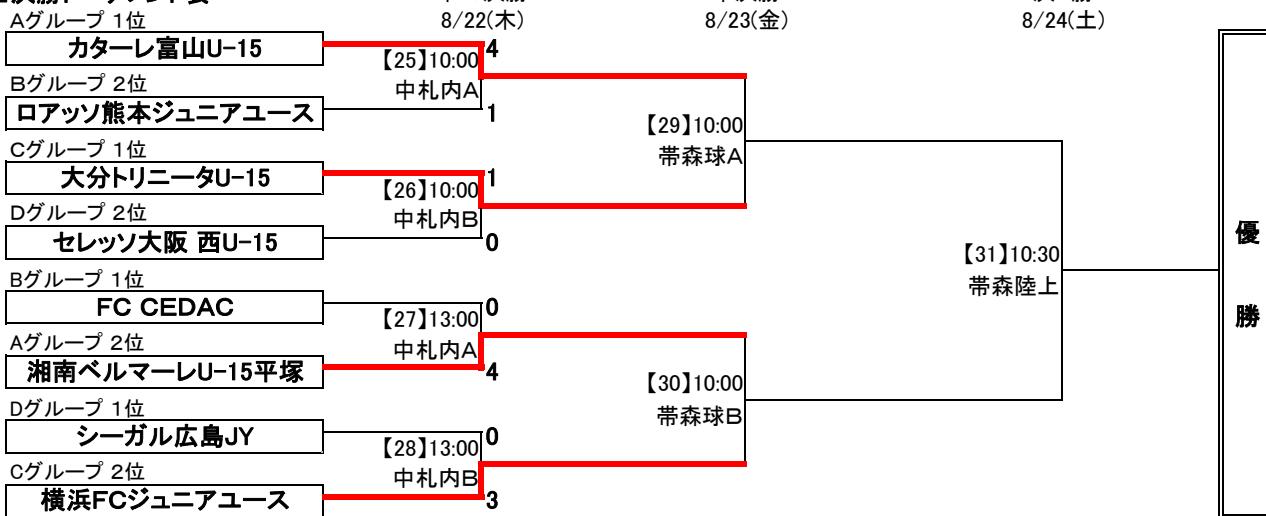 8/22(木) 8/23(金) 8/24(土)
Aグループ 1位
カターレ富山U-15
4
【25】10:00
中札内A
Bグループ 2位
ロアッソ熊本ジュニアユース
1
【29】10:00
帯森球A
Cグループ 1位
大分トリニータU-15
1
【26】10:00
中札内B
Dグループ 2位
セレッソ大阪 西U-15
0
【31】10:30
帯森陸上
優
勝
Bグループ 1位
FC CEDAC
0
【27】13:00
中札内A
Aグループ 2位
湘南ベルマーレU-15平塚
4
【30】10:00
帯森球B
Dグループ 1位
シーガル広島JY
0
【28】13:00
中札内B
Cグループ 2位
横浜FCジュニアユース
3